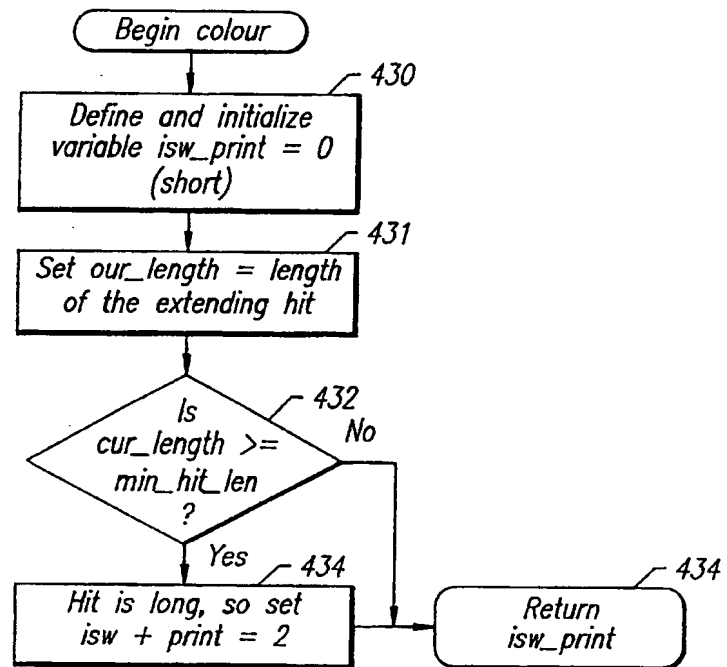 Begin colour
430
Define and initialize
variable isw_print = 0
(short)
431
Set our_length = length
of the extending hit
432
Is
cur_length >=
min_hit_len
?
No
Yes
434
Hit is long, so set
isw + print = 2
434
Return
isw_print